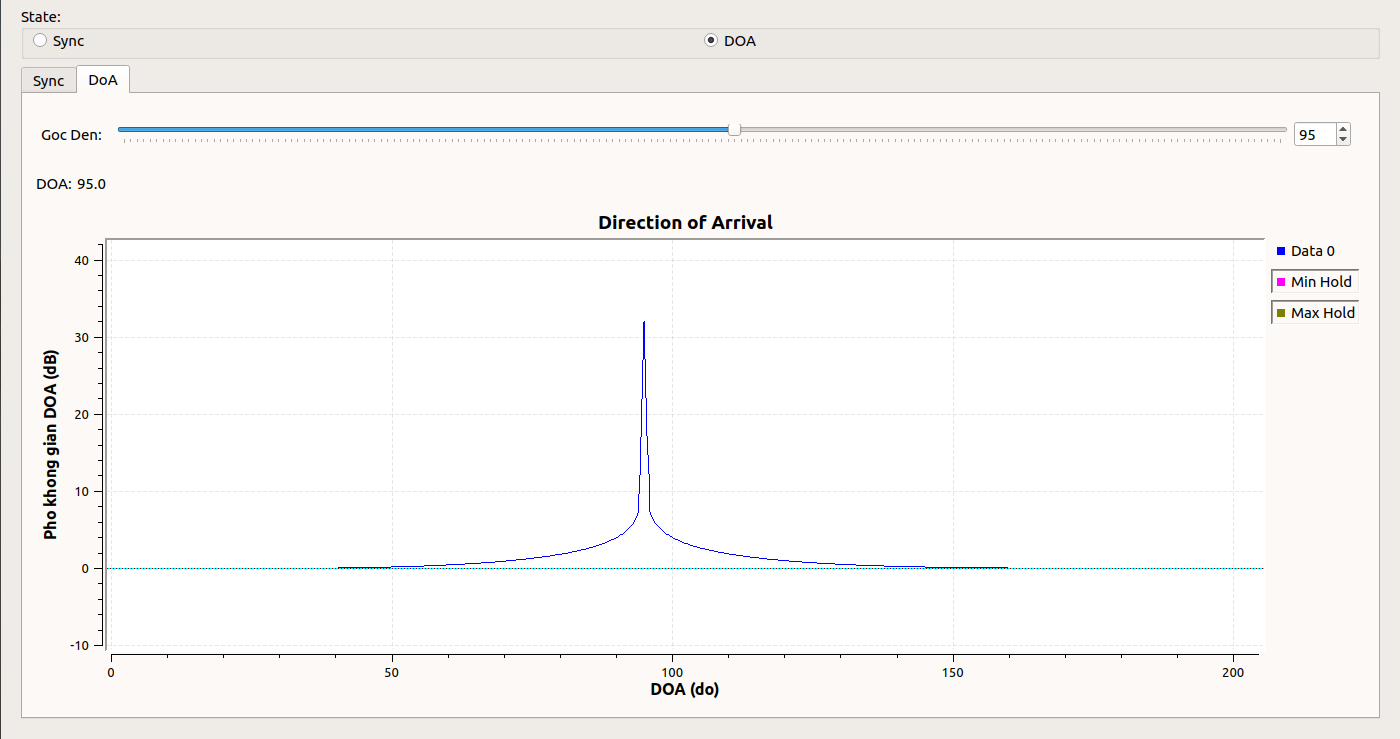 State:
Sync DOA
Sync DoA
Goc Den: 95
DOA: 95.0
Direction of Arrival
Data 0
Min Hold
Max Hold
Pho khong gian DOA (dB)
40
30
20
10
0
-10
0 50 100 150 200
DOA (do)